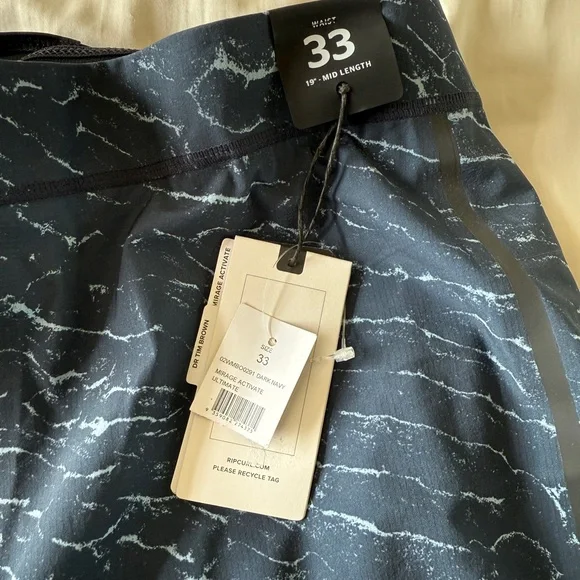 WAIST
33
19" - MID LENGTH
MIRAGE ACTIVATE
DR TIM BROWN
SIZE
33
02WMBO0291 DARK NAVY
MIRAGE ACTIVATE
ULTIMATE
RIPCURL.COM
PLEASE RECYCLE TAG